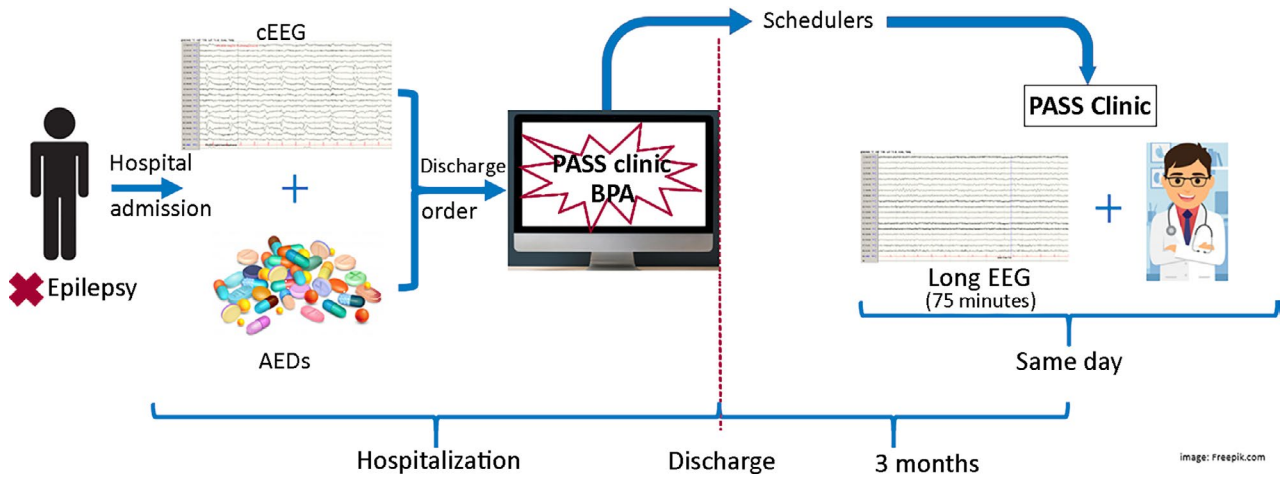 cEEG
Schedulers
PASS Clinic
Hospital
admission
Discharge
order
PASS clinic
BPA
Epilepsy
AEDs
Long EEG
(75 minutes)
Same day
Hospitalization
Discharge
3 months
image: Freepik.com